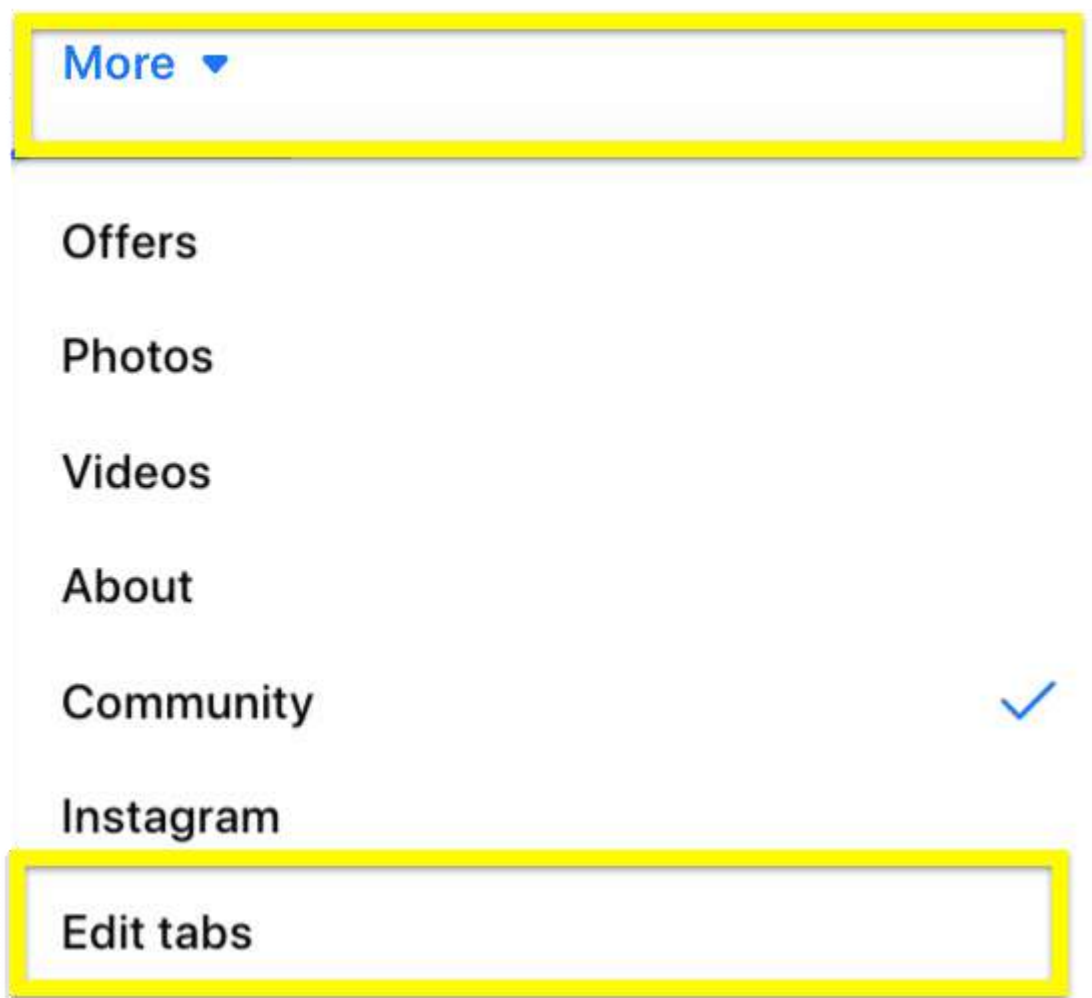 More
Offers
Photos
Videos
About
Community
Instagram
Edit tabs